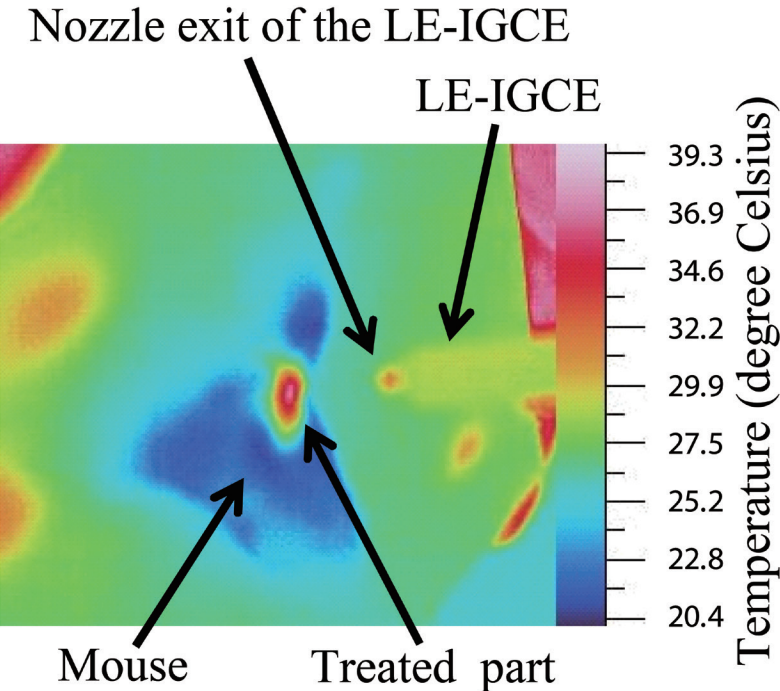 Nozzle exit of the LE-IGCE
LE-IGCE
39.3
36.9
34.6
32.2
29.9
27.5
25.2
22.8
20.4
Temperature (degree Celsius)
Mouse
Treated part